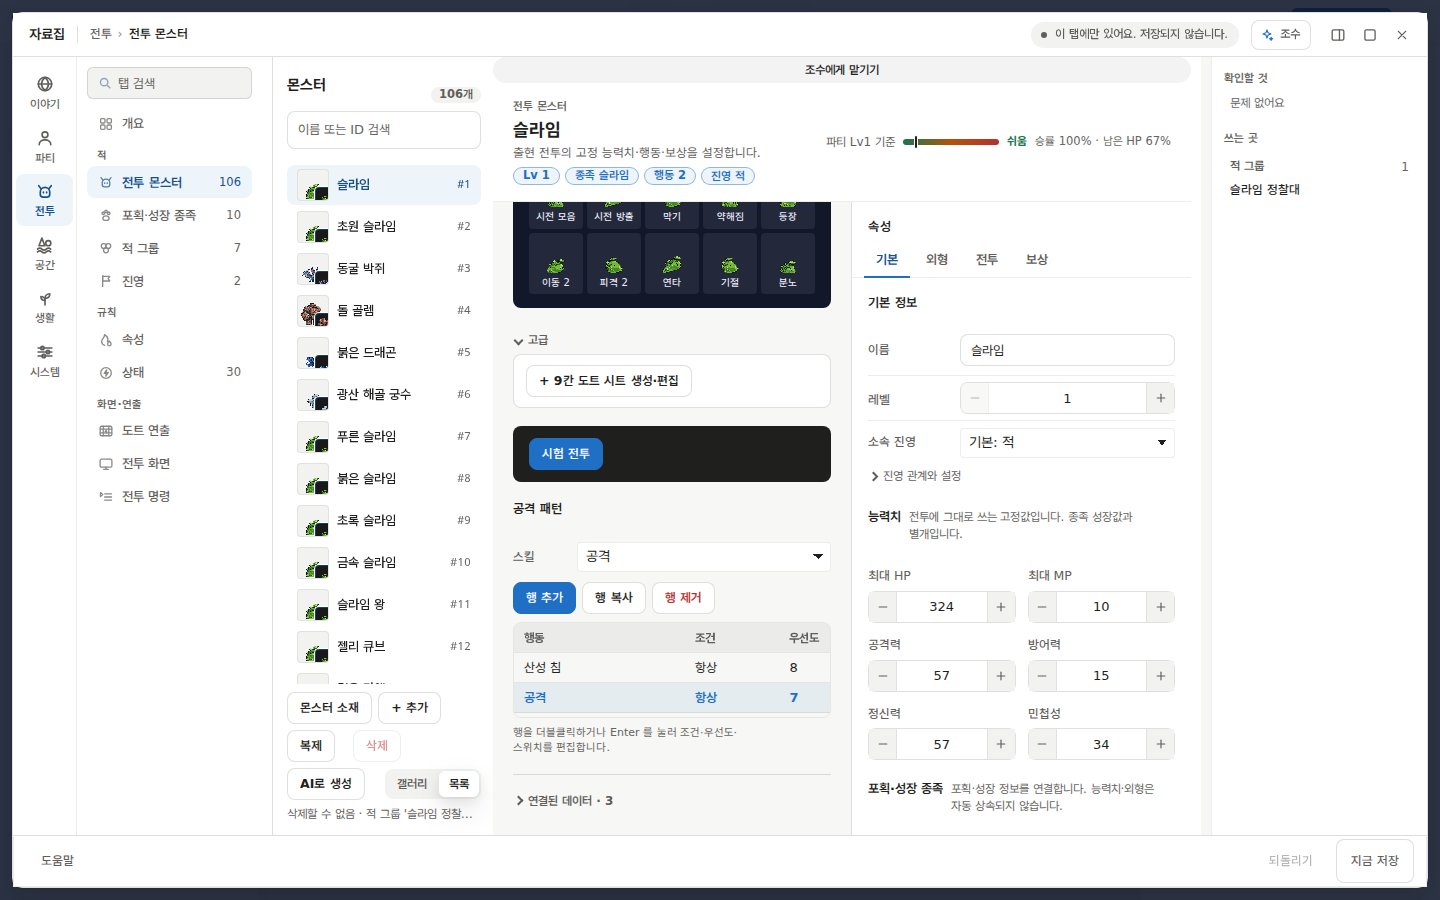 자료집 전투 › 전투 몬스터
이 탭에만 있어요. 저장되지 않습니다.
조수
이야기
파티
전투
공간
생활
시스템
탭 검색
개요
적
전투 몬스터 106
포획·성장 종족 10
적 그룹 7
진영 2
규칙
속성
상태 30
화면·연출
도트 연출
전투 화면
전투 명령
몬스터
106개
이름 또는 ID 검색
슬라임 #1
초원 슬라임 #2
동굴 박쥐 #3
돌 골렘 #4
붉은 드래곤 #5
광산 해골 궁수 #6
푸른 슬라임 #7
붉은 슬라임 #8
초록 슬라임 #9
금속 슬라임 #10
슬라임 왕 #11
젤리 큐브 #12
몬스터 소재
+ 추가
복제
삭제
AI로 생성
갤러리
목록
삭제할 수 없음 · 적 그룹 '슬라임 정찰...
조수에게 맡기기
전투 몬스터
슬라임
출현 전투의 고정 능력치·행동·보상을 설정합니다.
Lv 1
종족 슬라임
행동 2
진영 적
파티 Lv1 기준
쉬움
승률 100% · 남은 HP 67%
시전 모음
시전 방출
막기
약해짐
등장
이동 2
피격 2
연타
기절
분노
고급
+ 9칸 도트 시트 생성·편집
시험 전투
공격 패턴
스킬
공격
행 추가
행 복사
행 제거
행동 조건 우선도
산성 침 항상 8
공격 항상 7
행을 더블클릭하거나 Enter 를 눌러 조건·우선도·
스위치를 편집합니다.
연결된 데이터 · 3
속성
기본
외형
전투
보상
기본 정보
이름
슬라임
레벨
− 1 +
소속 진영
기본: 적
진영 관계와 설정
능력치 전투에 그대로 쓰는 고정값입니다. 종족 성장값과
별개입니다.
최대 HP
− 324 +
최대 MP
− 10 +
공격력
− 57 +
방어력
− 15 +
정신력
− 57 +
민첩성
− 34 +
포획·성장 종족 포획·성장 정보를 연결합니다. 능력치·외형은
자동 상속되지 않습니다.
확인할 것
문제 없어요
쓰는 곳
적 그룹 1
슬라임 정찰대
도움말
되돌리기
지금 저장